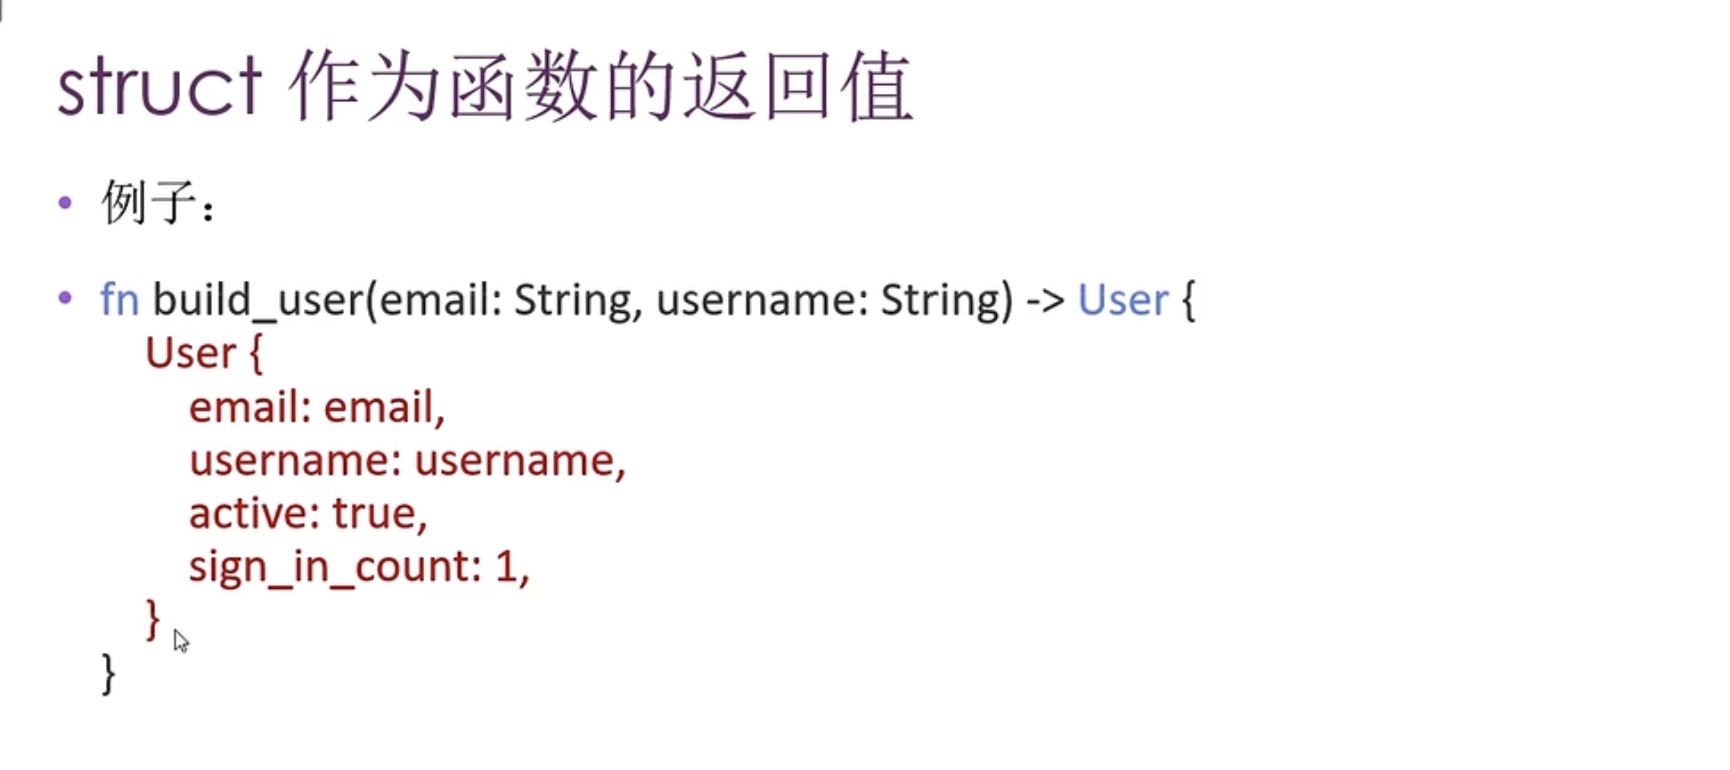 struct 作为函数的返回值
• 例子：
• fn build_user(email: String, username: String) -> User {
User {
email: email,
username: username,
active: true,
sign_in_count: 1,
}
}